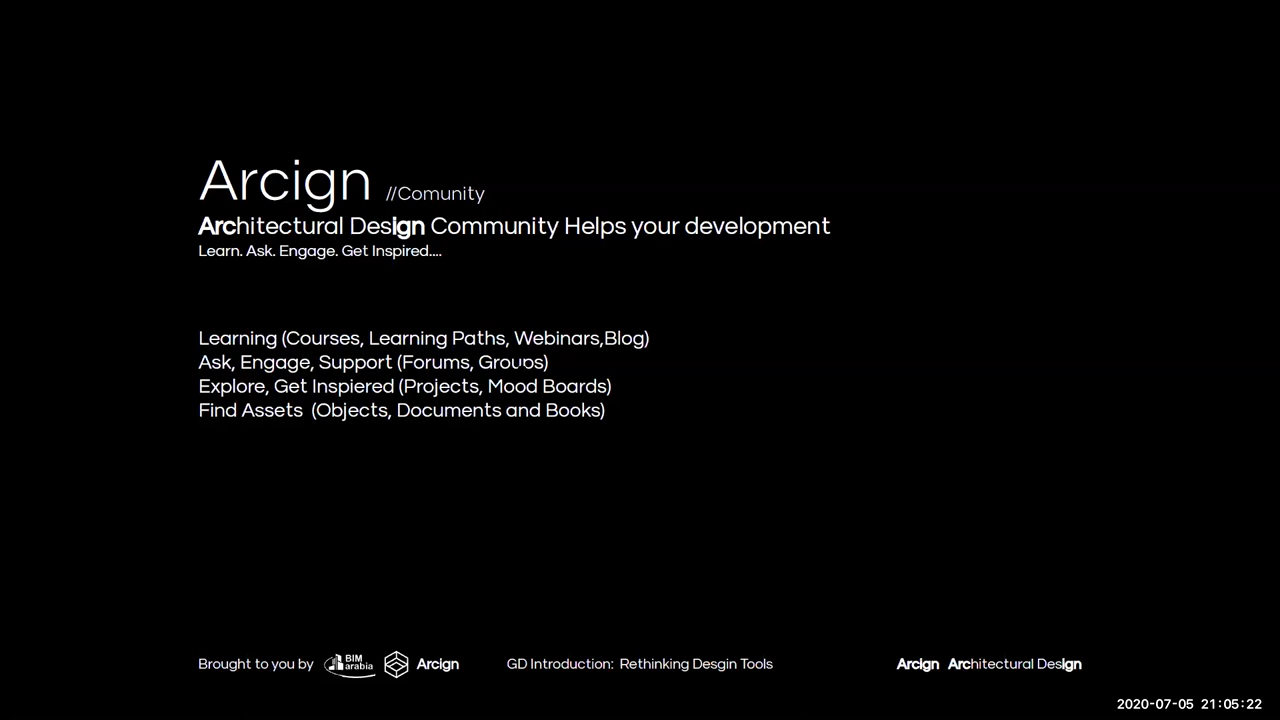 Arcign //Comunity
Architectural Design Community Helps your development
Learn. Ask. Engage. Get Inspired....
Learning (Courses, Learning Paths, Webinars,Blog)
Ask, Engage, Support (Forums, Groups)
Explore, Get Inspiered (Projects, Mood Boards)
Find Assets (Objects, Documents and Books)
Brought to you by BIM arabia Arcign GD Introduction: Rethinking Desgin Tools Arcign Architectural Design
2020-07-05 21:05:22